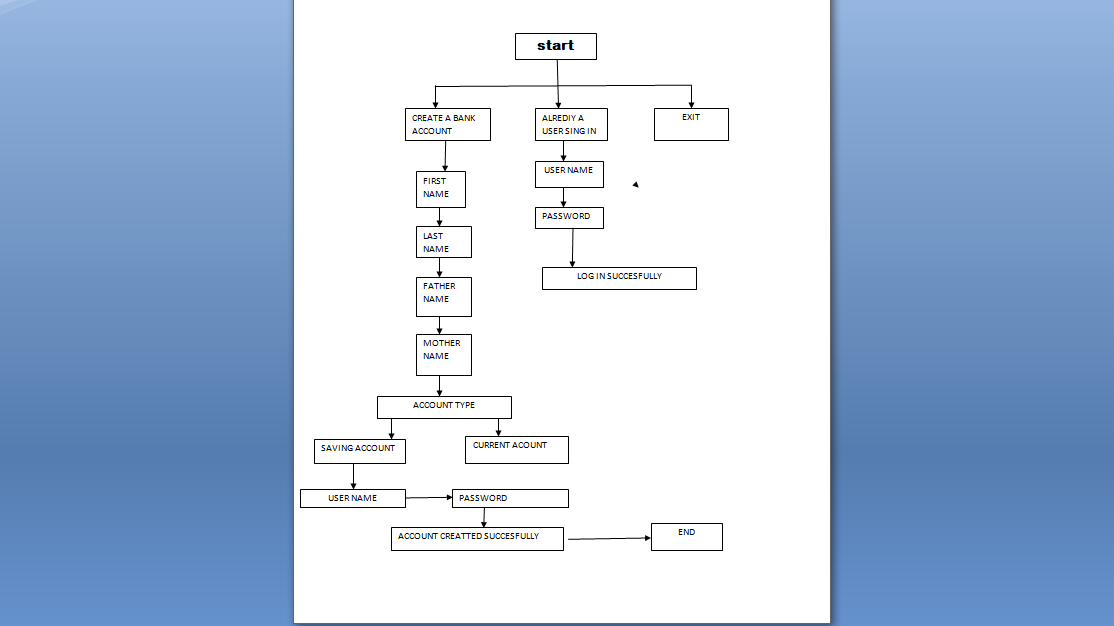 start
CREATE A BANK
ACCOUNT
ALREDIY A
USER SING IN
EXIT
FIRST
NAME
LAST
NAME
FATHER
NAME
MOTHER
NAME
USER NAME
PASSWORD
LOG IN SUCCESFULLY
ACCOUNT TYPE
SAVING ACCOUNT
CURRENT ACOUNT
USER NAME
PASSWORD
ACCOUNT CREATTED SUCCESFULLY
END